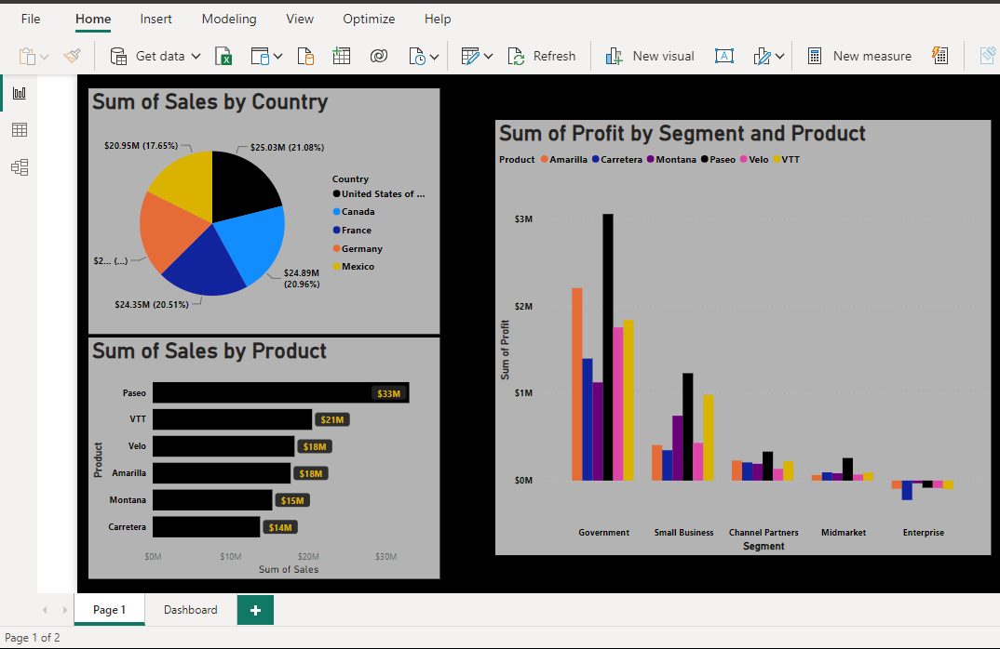 File Home Insert Modeling View Optimize Help
Get data Refresh New visual A New measure
Sum of Sales by Country
$20.95M (17.65%)
$25.03M (21.08%)
$2... (...)
$24.89M
(20.96%)
$24.35M (20.51%)
Country
United States of ...
Canada
France
Germany
Mexico
Sum of Sales by Product
Product
Paseo $33M
VTT $21M
Velo $18M
Amarilla $18M
Montana $15M
Carretera $14M
$0M $10M $20M $30M
Sum of Sales
Sum of Profit by Segment and Product
Product Amarilla Carretera Montana Paseo Velo VTT
Sum of Profit
$3M
$2M
$1M
$0M
Government Small Business Channel Partners Midmarket Enterprise
Segment
Page 1 Dashboard +
Page 1 of 2